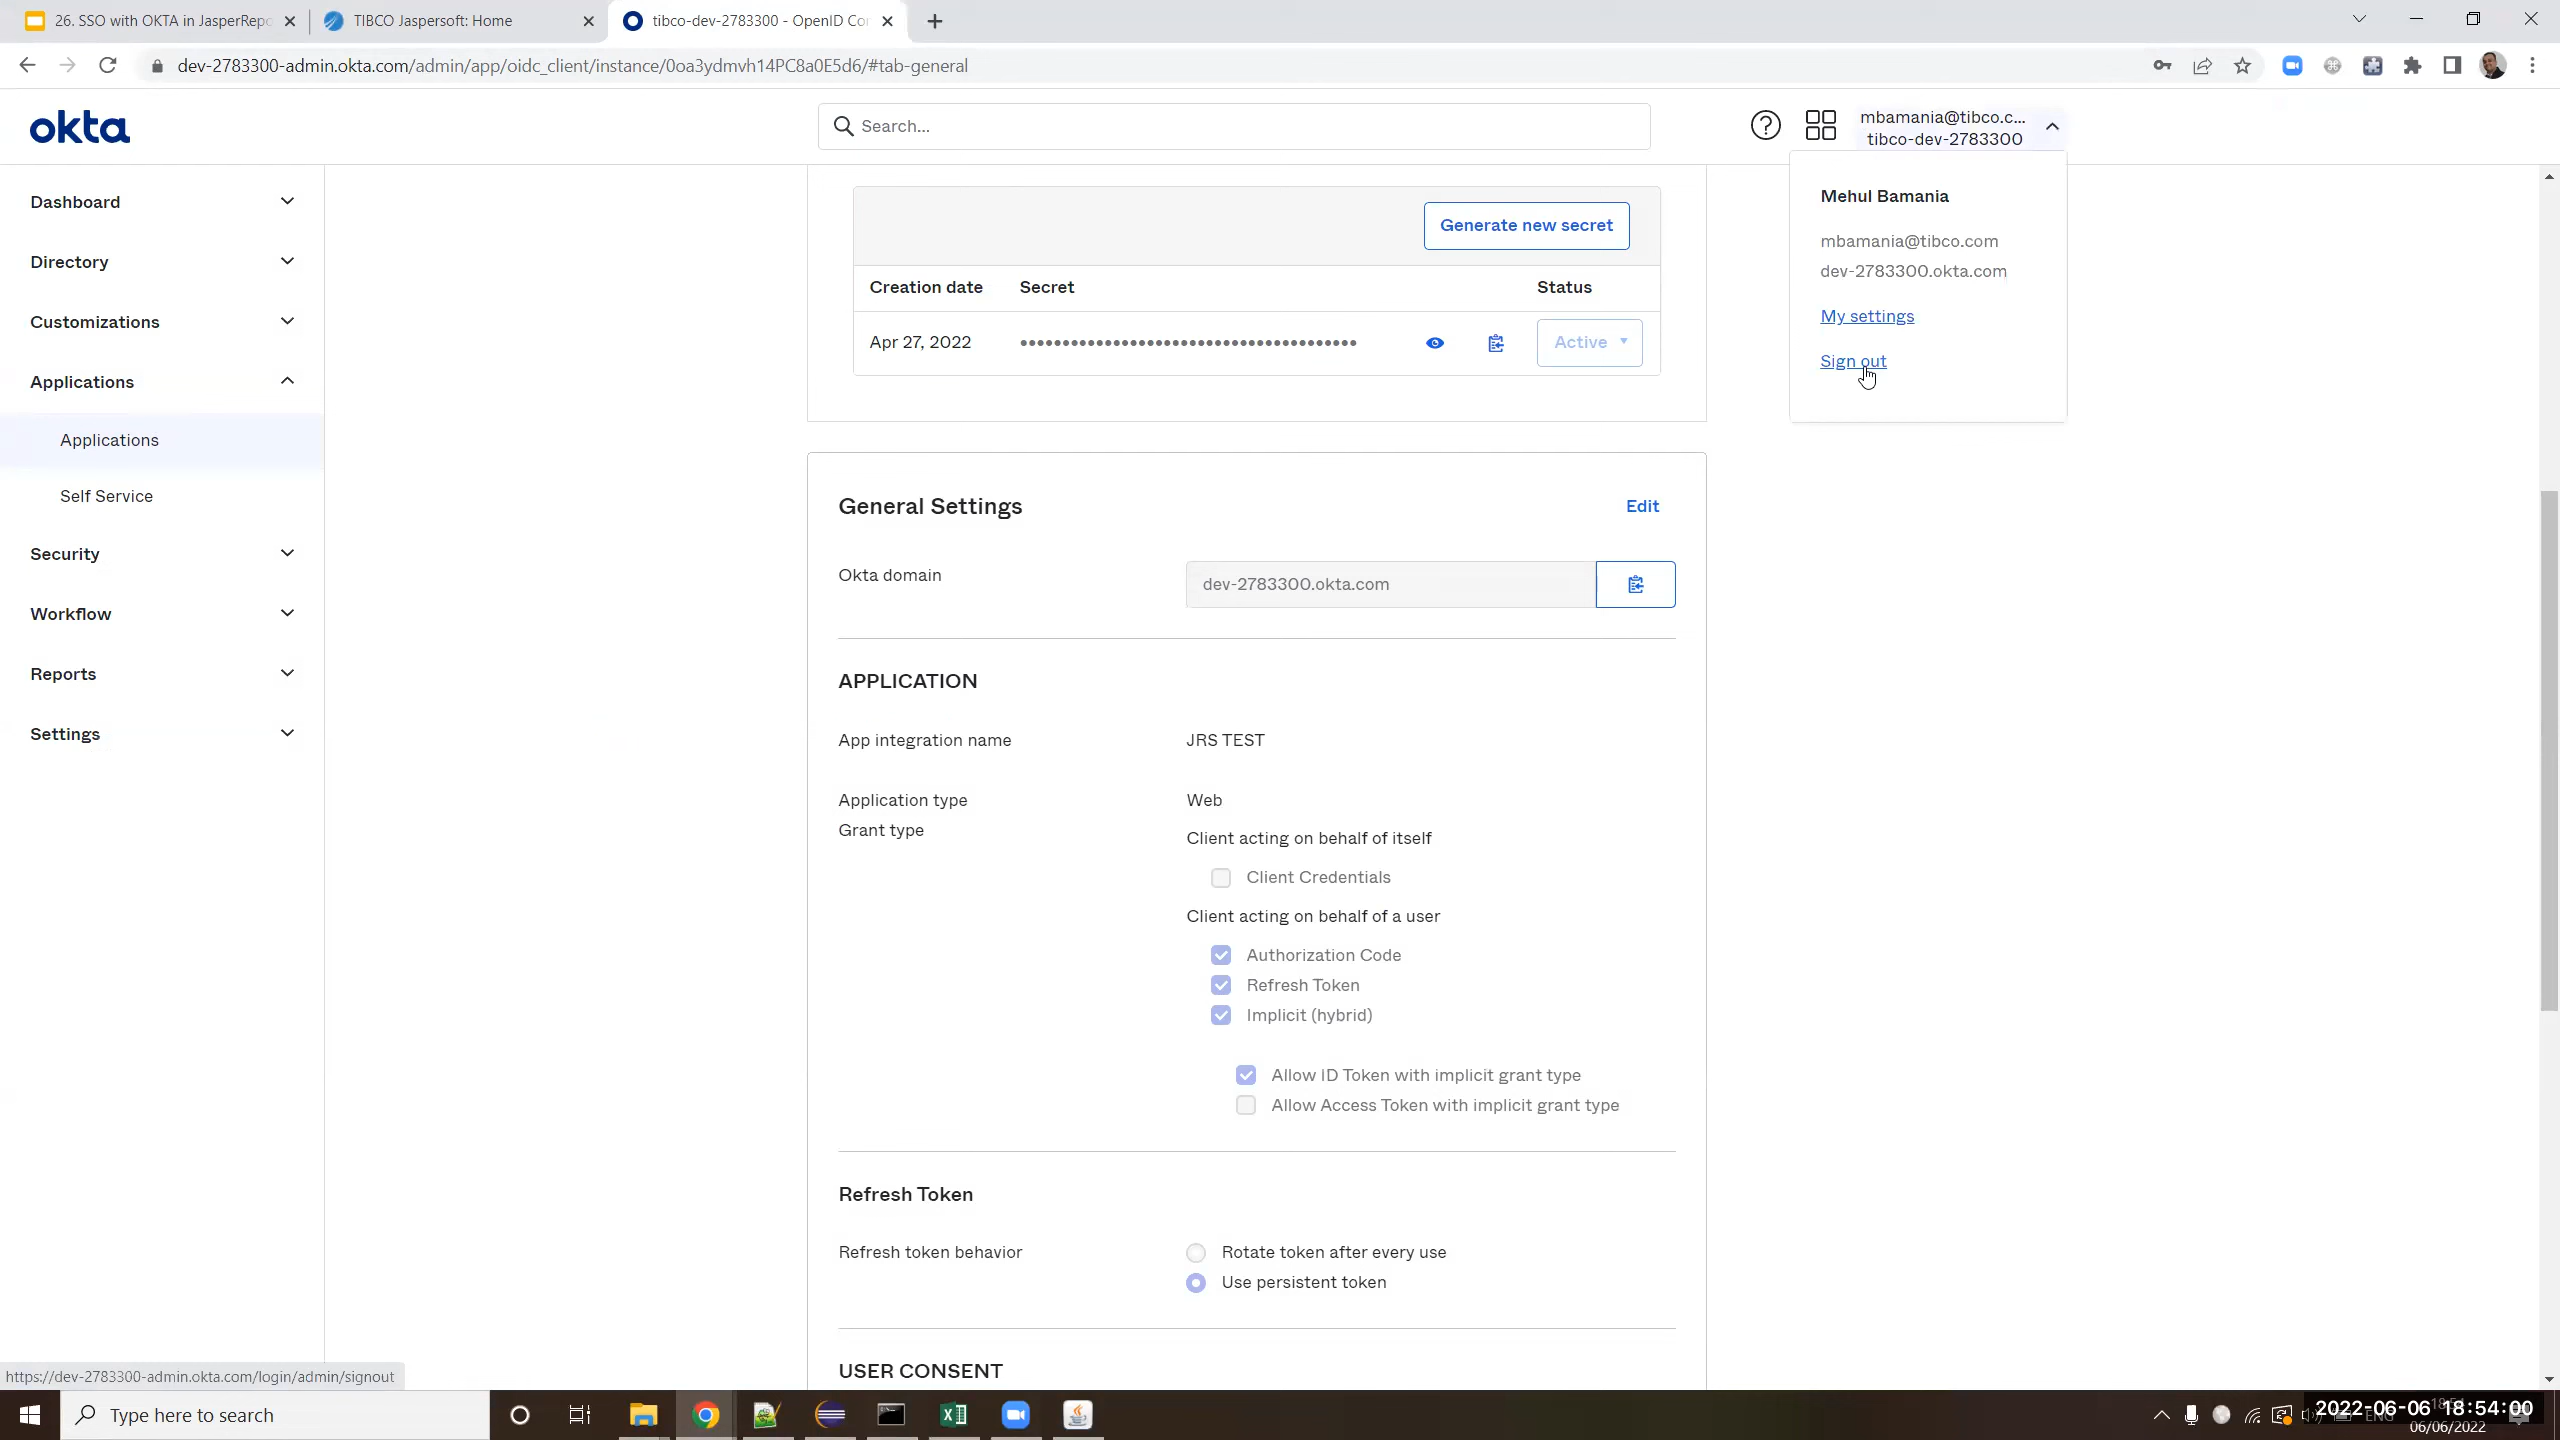 26. SSO with OKTA in JasperRepo
TIBCO Jaspersoft: Home
tibco-dev-2783300 - OpenID Co
dev-2783300-admin.okta.com/admin/app/oidc_client/instance/0oa3ydmvh14PC8a0E5d6/#tab-general
okta
Search...
mbamania@tibco.c...
tibco-dev-2783300
Mehul Bamania
mbamania@tibco.com
dev-2783300.okta.com
My settings
Sign out
Dashboard
Directory
Customizations
Applications
Applications
Self Service
Security
Workflow
Reports
Settings
Generate new secret
Creation date Secret Status
Apr 27, 2022 •••••••••••••••••••••••••••••••••••••••• Active
General Settings Edit
Okta domain dev-2783300.okta.com
APPLICATION
App integration name JRS TEST
Application type Web
Grant type Client acting on behalf of itself
Client Credentials
Client acting on behalf of a user
Authorization Code
Refresh Token
Implicit (hybrid)
Allow ID Token with implicit grant type
Allow Access Token with implicit grant type
Refresh Token
Refresh token behavior Rotate token after every use
Use persistent token
USER CONSENT
https://dev-2783300-admin.okta.com/login/admin/signout
Type here to search
2022-06-06 18:54:00
06/06/2022